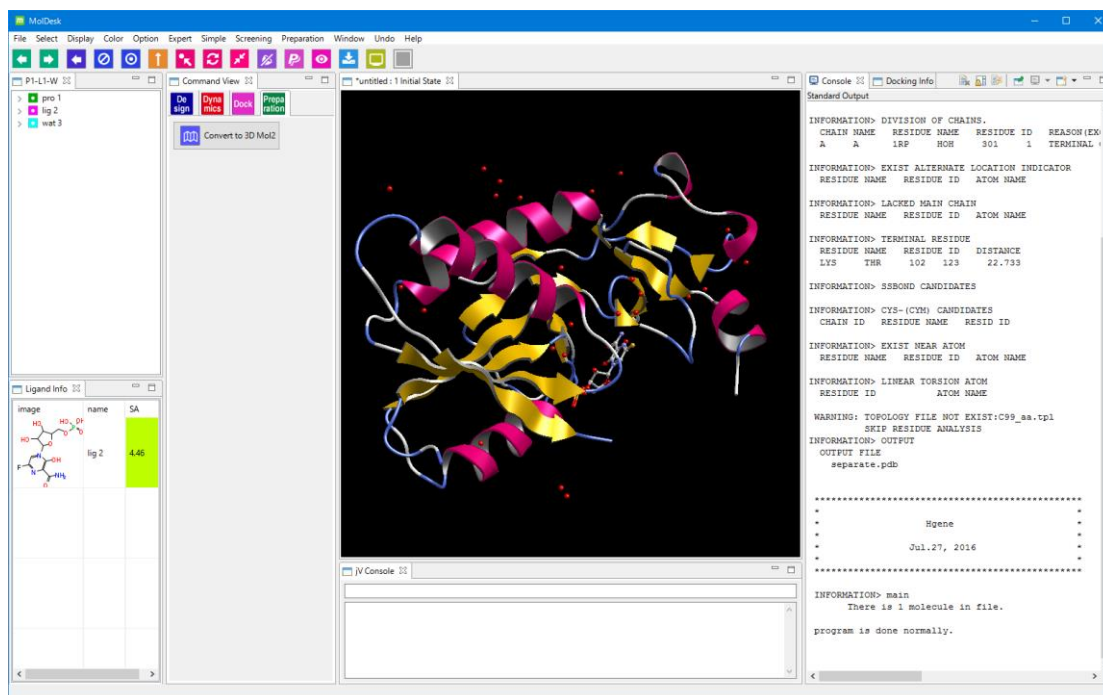 MolDesk
File Select Display Color Option Expert Simple Screening Preparation Window Undo Help
P1-L1-W
pro 1
lig 2
wat 3
Ligand Info
image name SA
HO HO OH
HO
OH
F NH₂
O
lig 2 4.46
Command View
De sign
Dyna mics
Dock
Prepa ration
Convert to 3D Mol2
*untitled : 1 Initial State
jV Console
Console Docking Info
Standard Output
INFORMATION> DIVISION OF CHAINS.
CHAIN NAME RESIDUE NAME RESIDUE ID REASON(EX
A A 1RP HOH 301 1 TERMINAL
INFORMATION> EXIST ALTERNATE LOCATION INDICATOR
RESIDUE NAME RESIDUE ID ATOM NAME
INFORMATION> LACKED MAIN CHAIN
RESIDUE NAME RESIDUE ID ATOM NAME
INFORMATION> TERMINAL RESIDUE
RESIDUE NAME RESIDUE ID DISTANCE
LYS THR 102 123 22.733
INFORMATION> SSBOND CANDIDATES
INFORMATION> CYS-(CYM) CANDIDATES
CHAIN ID RESIDUE NAME RESID ID
INFORMATION> EXIST NEAR ATOM
RESIDUE NAME RESIDUE ID ATOM NAME
INFORMATION> LINEAR TORSION ATOM
RESIDUE ID ATOM NAME
WARNING: TOPOLOGY FILE NOT EXIST:C99_aa.tpl
SKIP RESIDUE ANALYSIS
INFORMATION> OUTPUT
OUTPUT FILE
separate.pdb
************************************************
* *
* Hgene *
* *
* Jul.27, 2016 *
* *
************************************************
INFORMATION> main
There is 1 molecule in file.
program is done normally.